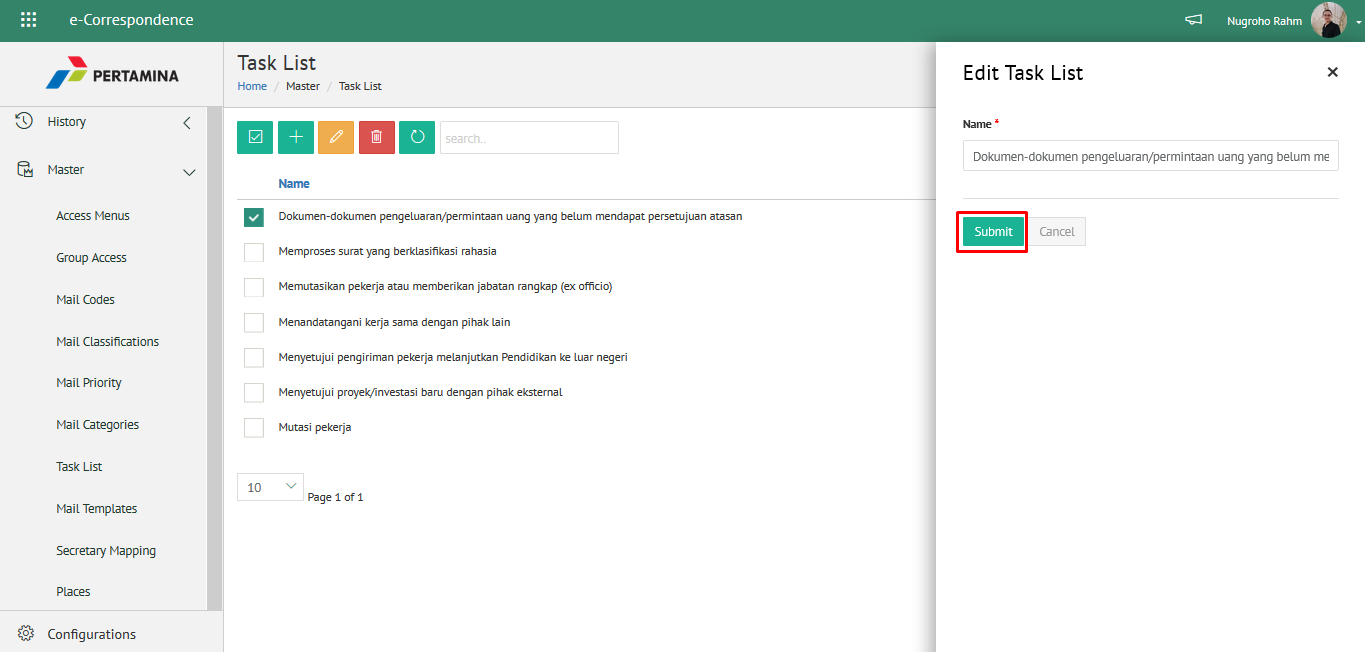 e-Correspondence
Nugroho Rahm
PERTAMINA
History
Master
Access Menus
Group Access
Mail Codes
Mail Classifications
Mail Priority
Mail Categories
Task List
Mail Templates
Secretary Mapping
Places
Configurations
Task List
Home / Master / Task List
search..
Name
Dokumen-dokumen pengeluaran/permintaan uang yang belum mendapat persetujuan atasan
Memproses surat yang berklasifikasi rahasia
Memutasikan pekerja atau memberikan jabatan rangkap (ex officio)
Menandatangani kerja sama dengan pihak lain
Menyetujui pengiriman pekerja melanjutkan Pendidikan ke luar negeri
Menyetujui proyek/investasi baru dengan pihak eksternal
Mutasi pekerja
10 Page 1 of 1
Edit Task List
Name *
Dokumen-dokumen pengeluaran/permintaan uang yang belum me
Submit Cancel